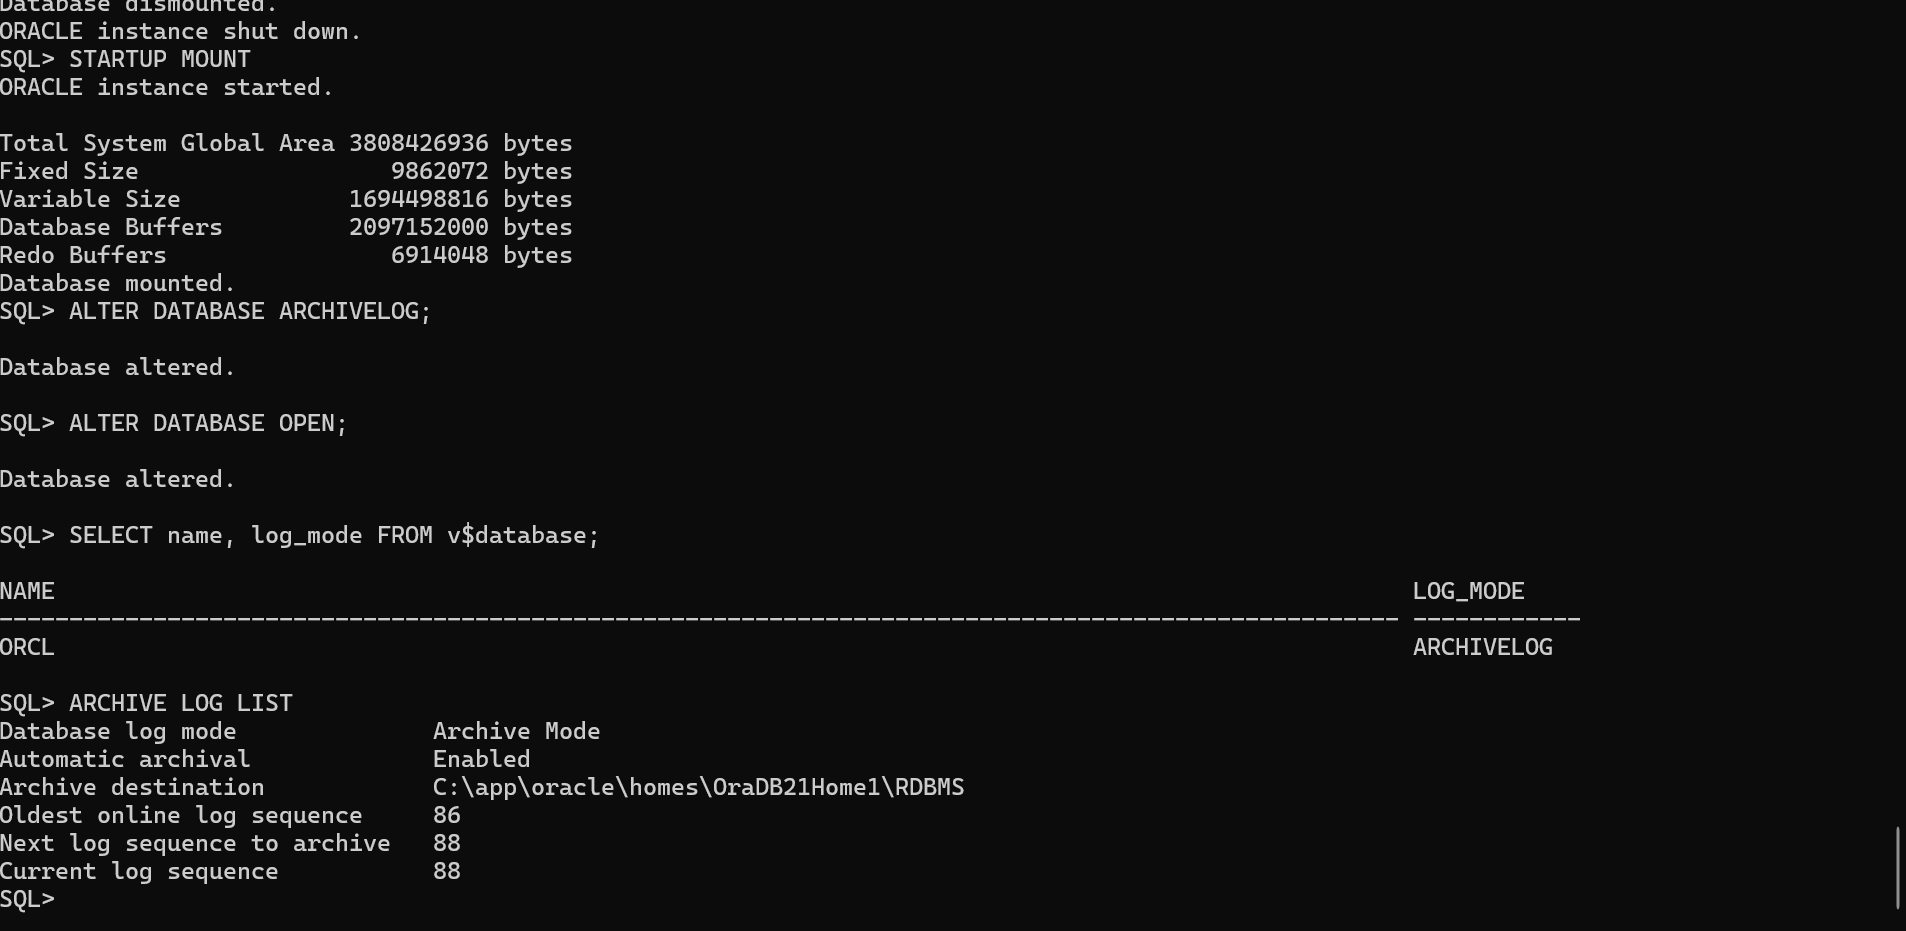 Database dismounted.
ORACLE instance shut down.
SQL> STARTUP MOUNT
ORACLE instance started.

Total System Global Area 3808426936 bytes
Fixed Size                  9862072 bytes
Variable Size            1694498816 bytes
Database Buffers         2097152000 bytes
Redo Buffers                6914048 bytes
Database mounted.
SQL> ALTER DATABASE ARCHIVELOG;

Database altered.

SQL> ALTER DATABASE OPEN;

Database altered.

SQL> SELECT name, log_mode FROM v$database;

NAME                                                                                                 LOG_MODE
---------------------------------------------------------------------------------------------------- ------------
ORCL                                                                                                 ARCHIVELOG

SQL> ARCHIVE LOG LIST
Database log mode              Archive Mode
Automatic archival             Enabled
Archive destination            C:\app\oracle\homes\OraDB21Home1\RDBMS
Oldest online log sequence     86
Next log sequence to archive   88
Current log sequence           88
SQL>